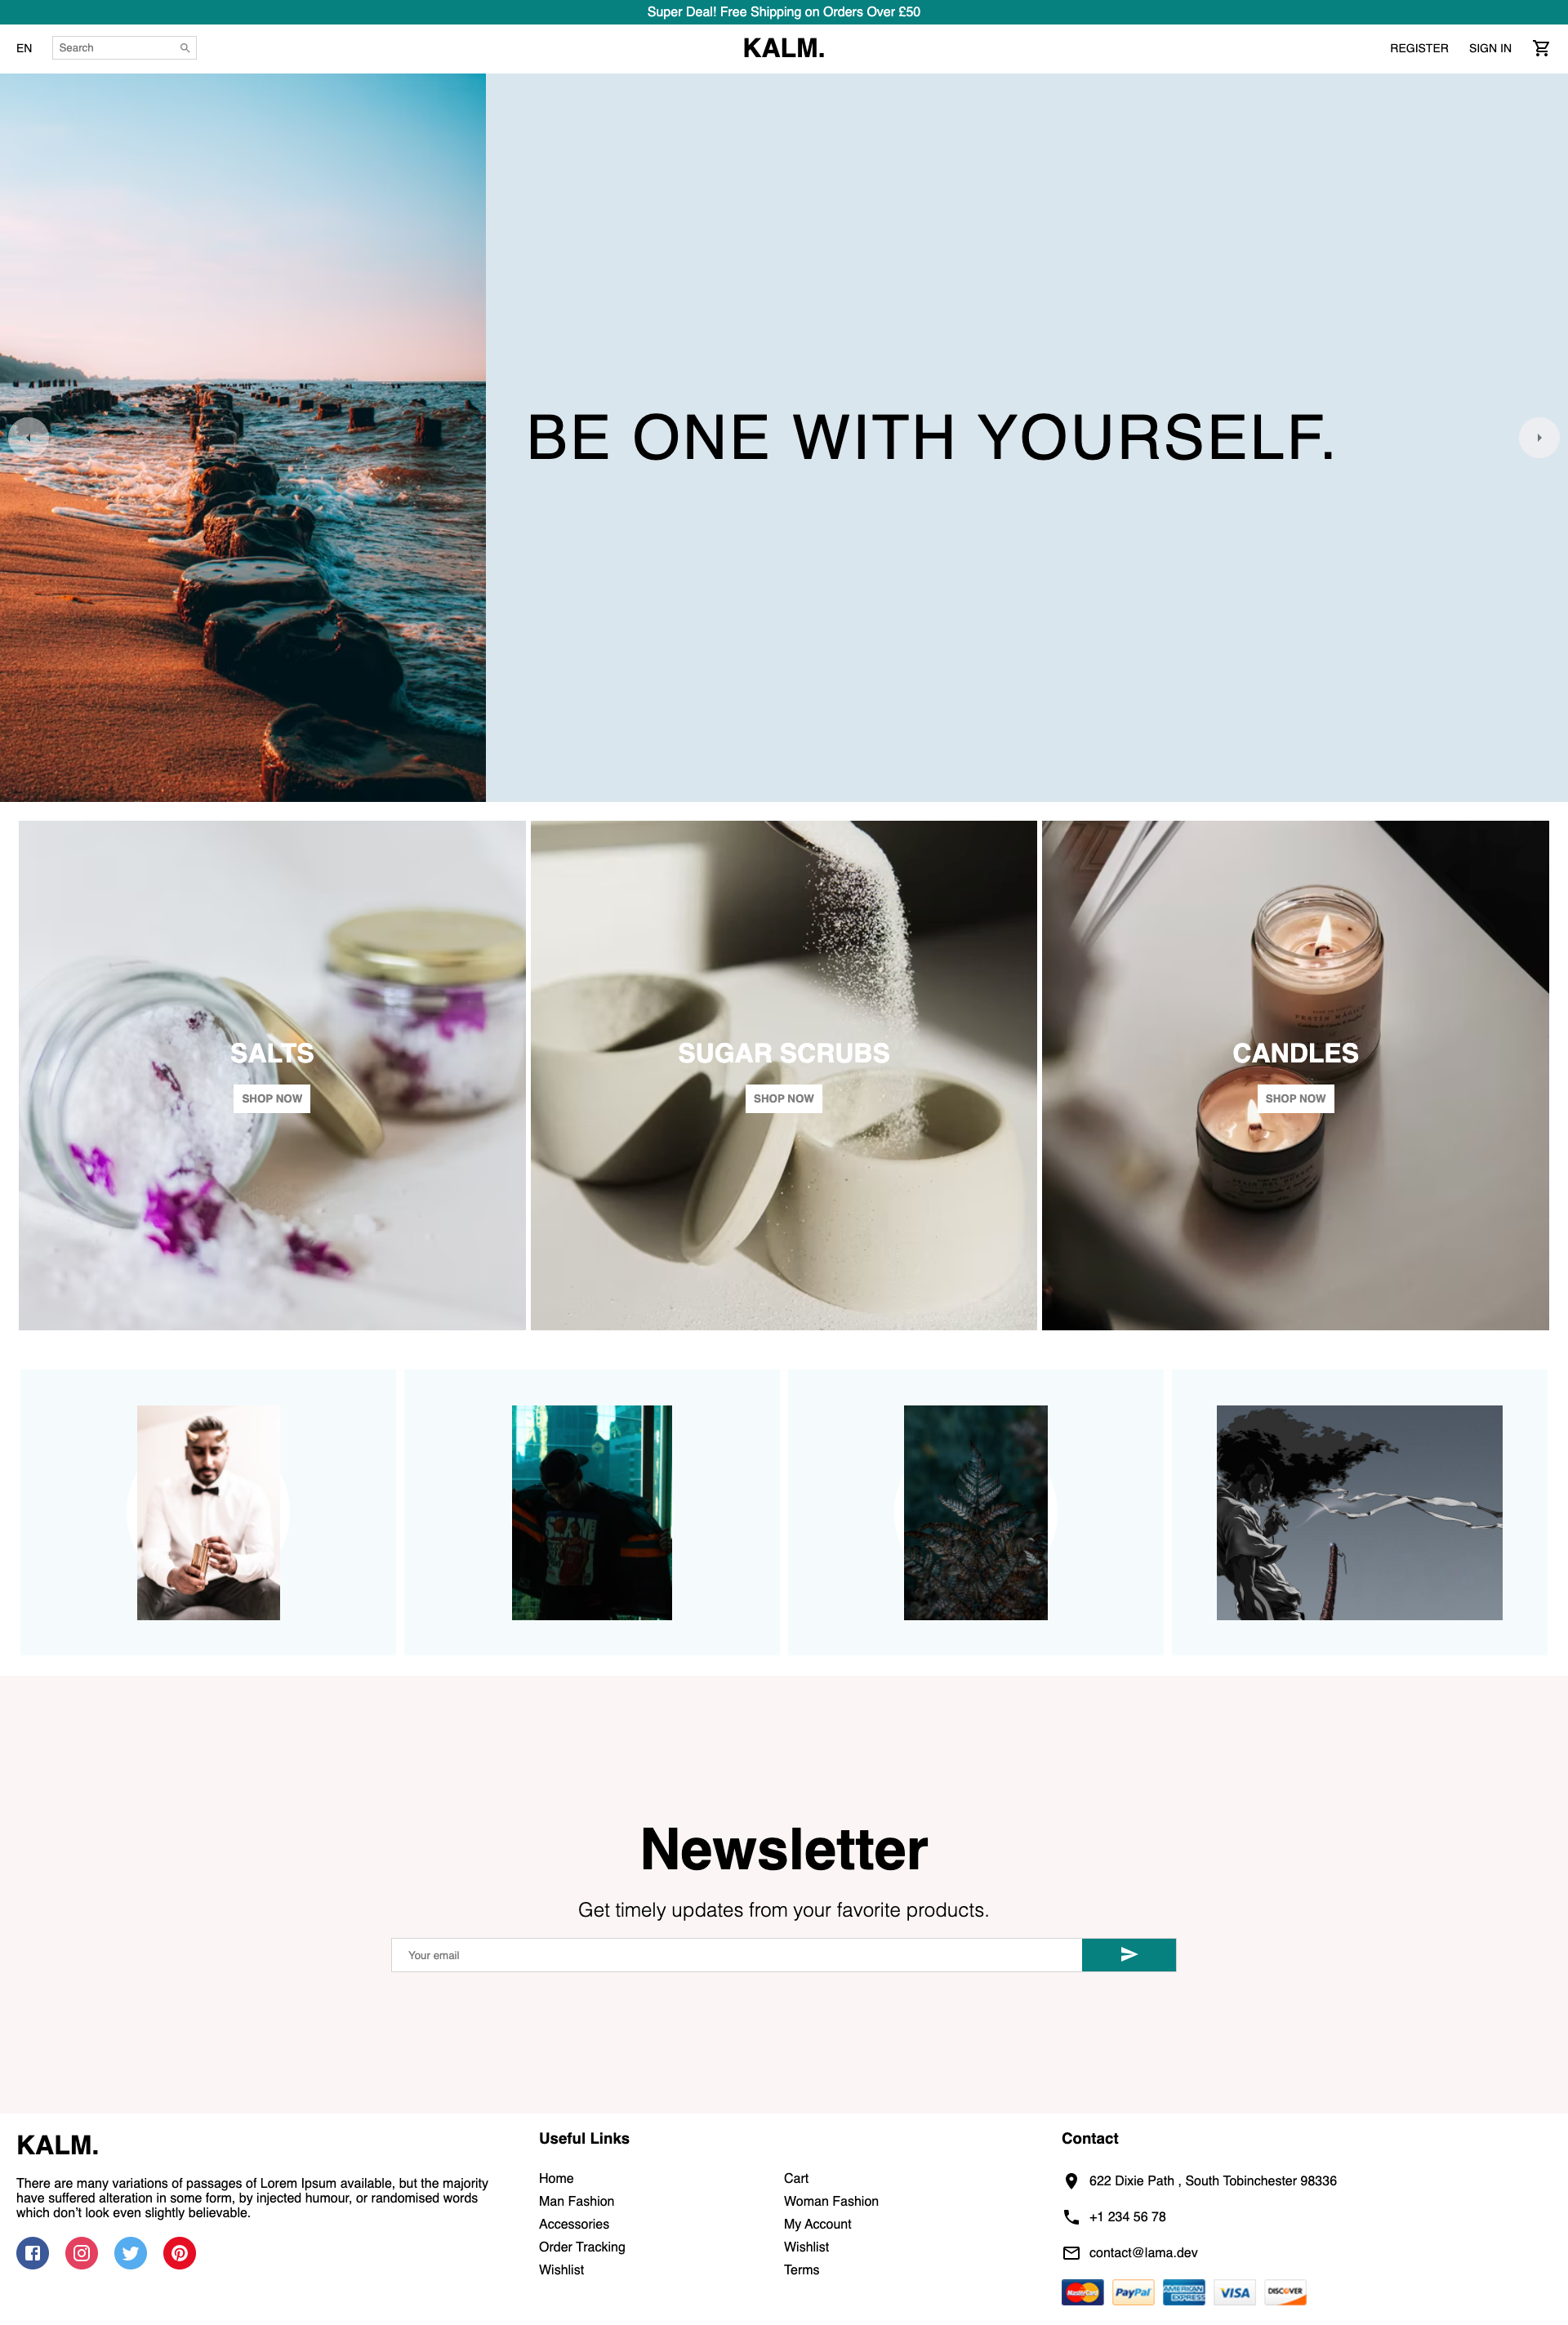 Super Deal! Free Shipping on Orders Over £50
EN
Search
KALM.
REGISTER
SIGN IN
BE ONE WITH YOURSELF.
SALTS
SHOP NOW
SUGAR SCRUBS
SHOP NOW
CANDLES
SHOP NOW
Newsletter
Get timely updates from your favorite products.
Your email
KALM.
There are many variations of passages of Lorem Ipsum available, but the majority
have suffered alteration in some form, by injected humour, or randomised words
which don't look even slightly believable.
Useful Links
Home
Cart
Man Fashion
Woman Fashion
Accessories
My Account
Order Tracking
Wishlist
Wishlist
Terms
Contact
622 Dixie Path , South Tobinchester 98336
+1 234 56 78
contact@lama.dev
MasterCard
PayPal
AMERICAN EXPRESS
VISA
DISCOVER